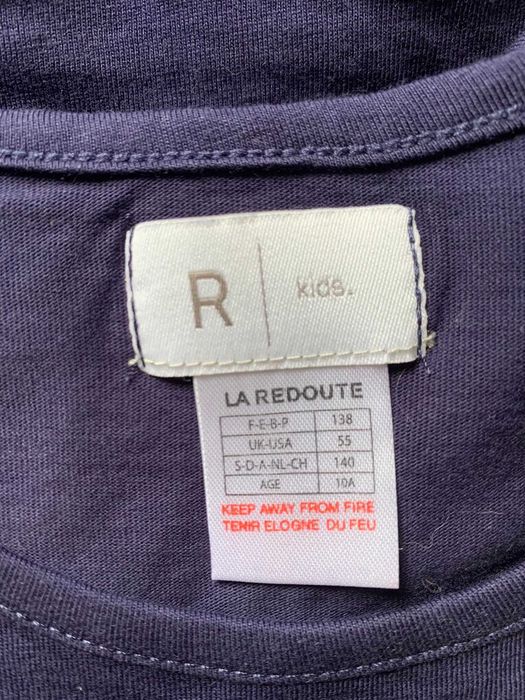 R kids.
LA REDOUTE
F-E-B-P 138
UK-USA 55
S-D-A-NL-CH 140
AGE 10A
KEEP AWAY FROM FIRE
TENIR ELOGNE DU FEU